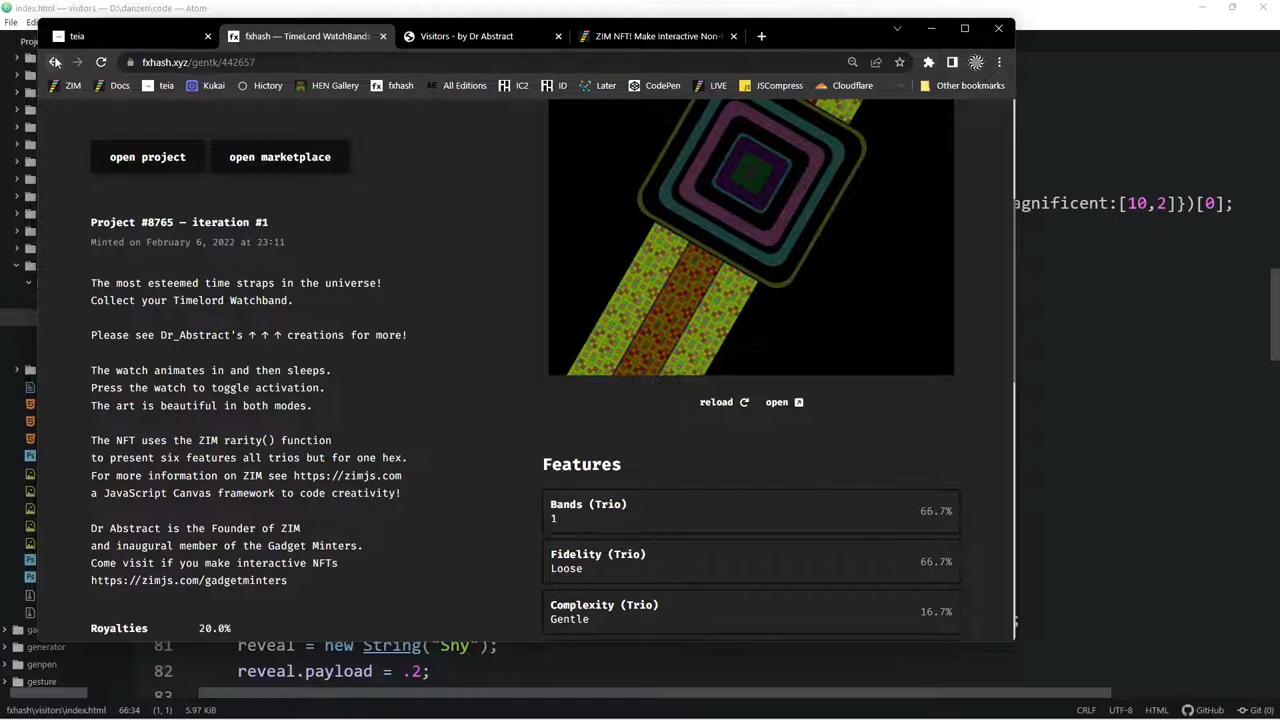 index.html — visitors — D:\danzen\code — Atom
File
Proje
teia
fxhash — TimeLord WatchBands
Visitors - by Dr Abstract
ZIM NFT! Make Interactive Non-
fxhash.xyz/gentk/442657
ZIM
Docs
teia
Kukai
Hictory
HEN Gallery
All Editions
fxhash
IC2
ID
Later
CodePen
LIVE
JSCompress
Cloudflare
Other bookmarks
open project
open marketplace
Project #8765 — iteration #1
Minted on February 6, 2022 at 23:11
The most esteemed time straps in the universe!
Collect your Timelord Watchband.
Please see Dr_Abstract's ↑ ↑ ↑ creations for more!
The watch animates in and then sleeps.
Press the watch to toggle activation.
The art is beautiful in both modes.
The NFT uses the ZIM rarity() function
to present six features all trios but for one hex.
For more information on ZIM see https://zimjs.com
a JavaScript Canvas framework to code creativity!
Dr Abstract is the Founder of ZIM
and inaugural member of the Gadget Minters.
Come visit if you make interactive NFTs
https://zimjs.com/gadgetminters
Royalties 20.0%
reload
open
Features
Bands (Trio)
1
66.7%
Fidelity (Trio)
Loose
66.7%
Complexity (Trio)
Gentle
16.7%
agnificent:[10,2]})[0];
81 reveal = new String("Shy");
82 reveal.payload = .2;
83
generator
genpen
gesture
fxhash\visitors\index.html 66:34 (1, 1) 5.97 KiB
CRLF UTF-8 HTML GitHub Git (0)